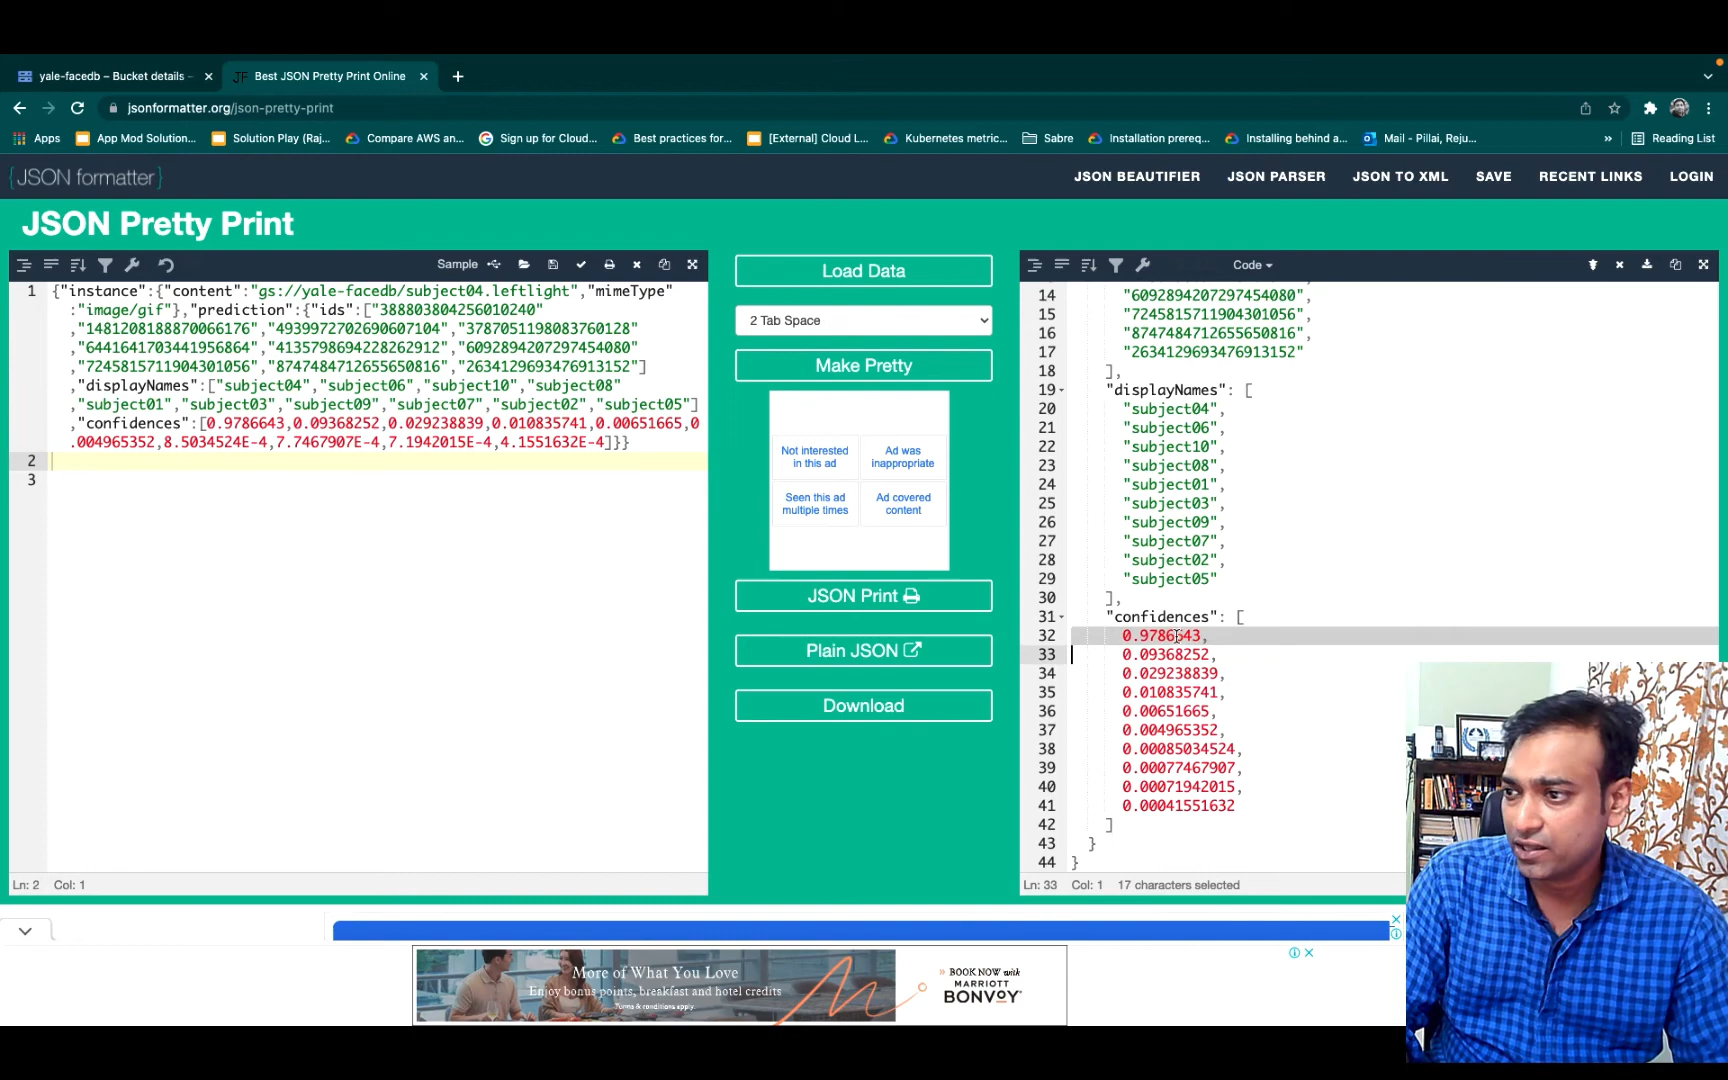 yale-facedb – Bucket details –
Best JSON Pretty Print Online
jsonformatter.org/json-pretty-print
Apps
App Mod Solution...
Solution Play (Raj...
Compare AWS an...
Sign up for Cloud...
Best practices for...
[External] Cloud L...
Kubernetes metric...
Sabre
Installation prereq...
Installing behind a...
Mail - Pillai, Reju...
»
Reading List
{JSON formatter}
JSON BEAUTIFIER
JSON PARSER
JSON TO XML
SAVE
RECENT LINKS
LOGIN
JSON Pretty Print
Sample
1 {"instance":{"content":"gs://yale-facedb/subject04.leftlight","mimeType"
:"image/gif"},"prediction":{"ids":["3888038042560102​40"
,"1481208188870066176","4939972702690607104","3787051198083760128"
,"6441641703441956864","4135798694228262912","6092894207297454080"
,"7245815711904301056","8747484712655650816","2634129693476913152"]
,"displayNames":["subject04","subject06","subject10","subject08"
,"subject01","subject03","subject09","subject07","subject02","subject05"]
,"confidences":[0.9786643,0.09368252,0.029238839,0.010835741,0.00651665,0
.004965352,8.5034524E-4,7.7467907E-4,7.1942015E-4,4.1551632E-4]}}
2
3
Ln: 2 Col: 1
Load Data
2 Tab Space
Make Pretty
Not interested
in this ad
Ad was
inappropriate
Seen this ad
multiple times
Ad covered
content
JSON Print
Plain JSON
Download
Code
14 "6092894207297454080",
15 "7245815711904301056",
16 "8747484712655650816",
17 "2634129693476913152"
18 ],
19 "displayNames": [
20 "subject04",
21 "subject06",
22 "subject10",
23 "subject08",
24 "subject01",
25 "subject03",
26 "subject09",
27 "subject07",
28 "subject02",
29 "subject05"
30 ],
31 "confidences": [
32 0.9786643,
33 0.09368252,
34 0.029238839,
35 0.010835741,
36 0.00651665,
37 0.004965352,
38 0.00085034524,
39 0.00077467907,
40 0.00071942015,
41 0.00041551632
42 ]
43 }
44 }
Ln: 33 Col: 1 17 characters selected
More of What You Love
Enjoy bonus points, breakfast and hotel credits
Terms & conditions apply.
» BOOK NOW with
MARRIOTT
BONVOY